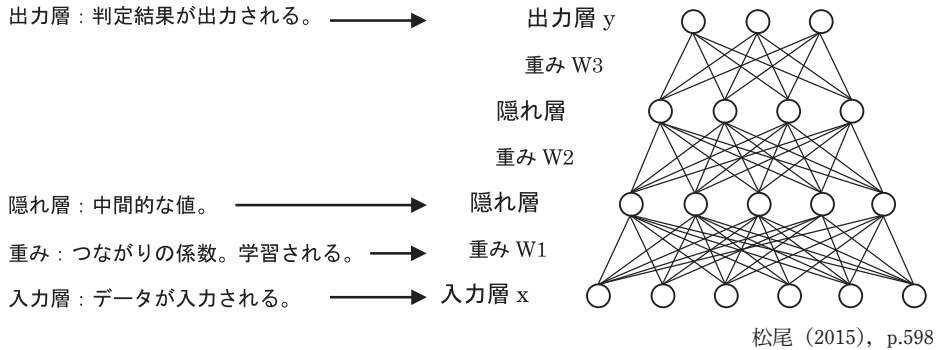 出力層：判定結果が出力される。
出力層 y
重み W3
隠れ層
重み W2
隠れ層：中間的な値。
隠れ層
重み：つながりの係数。学習される。
重み W1
入力層：データが入力される。
入力層 x
松尾（2015），p.598